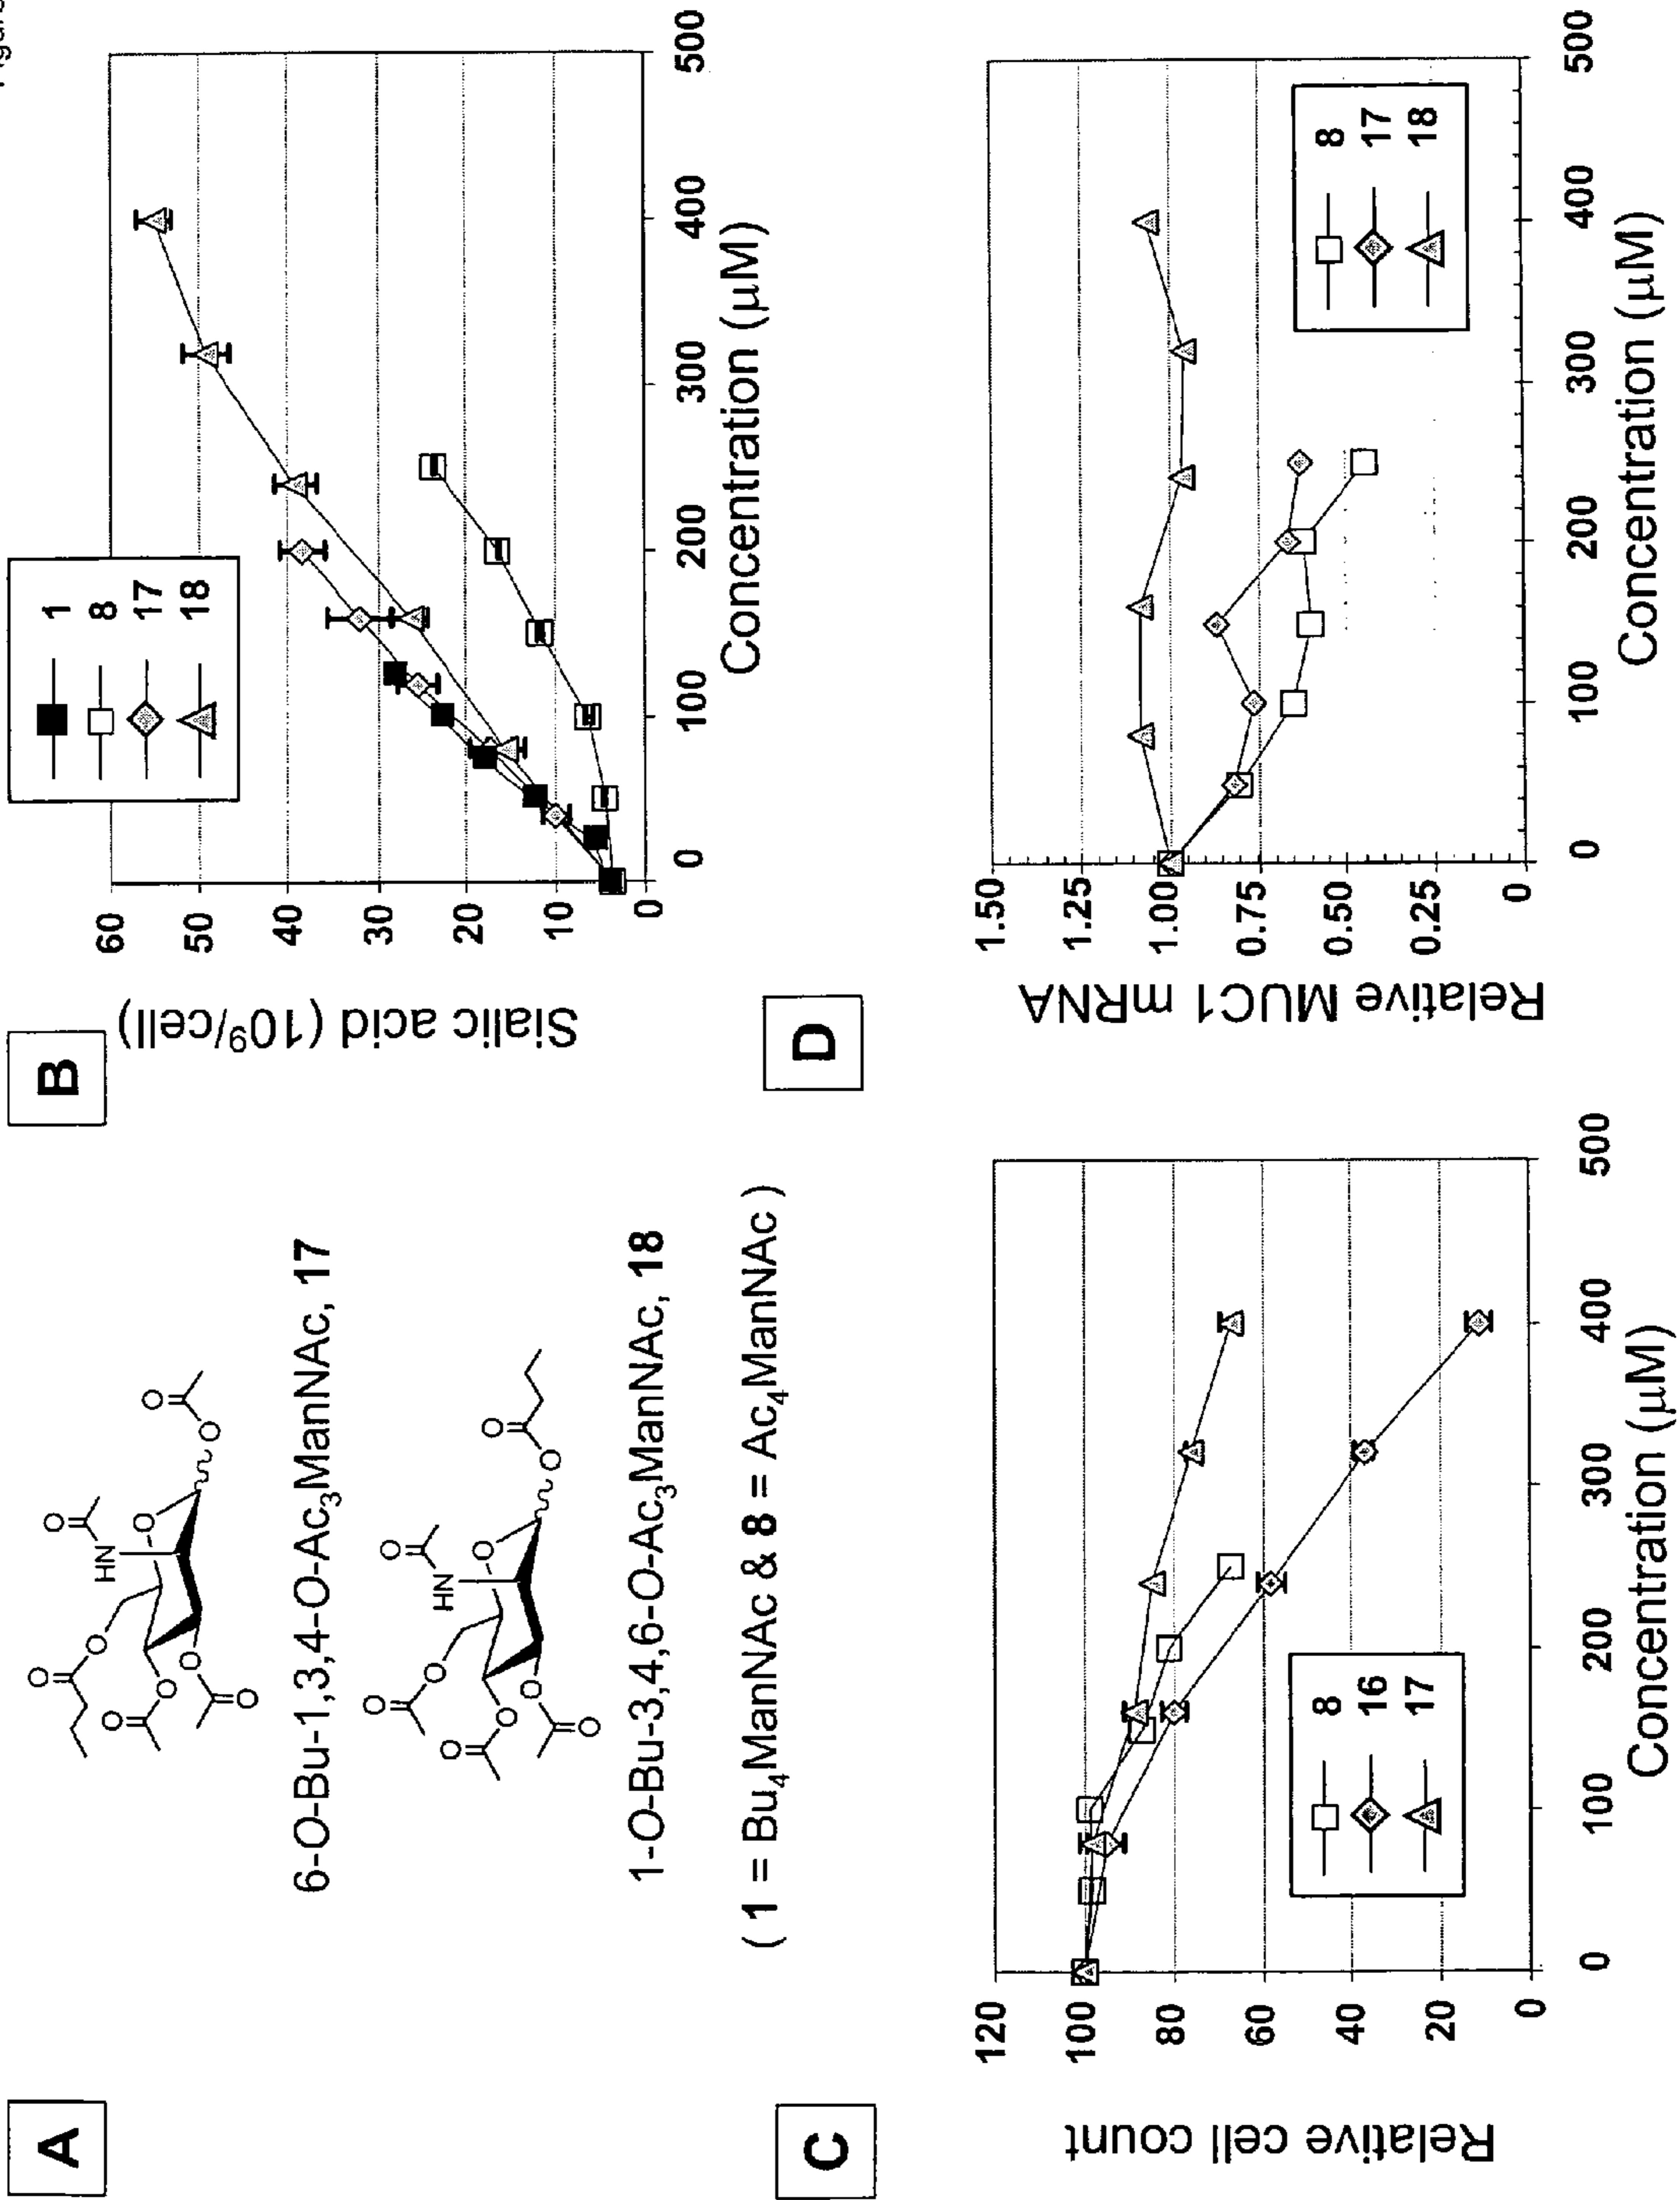 Figure
A
O
HN
O
O
O
O
O
O
O
O
O
O
6-O-Bu-1,3,4-O-Ac₃ManNAc, 17
O
HN
O
O
O
O
O
O
O
O
O
O
1-O-Bu-3,4,6-O-Ac₃ManNAc, 18
( 1 = Bu₄ManNAc & 8 = Ac₄ManNAc )
B
Sialic acid (10⁹/cell)
60
50
40
30
20
10
0
1
8
17
18
0 100 200 300 400 500
Concentration (µM)
C
Relative cell count
120
100
80
60
40
20
0
8
16
17
0 100 200 300 400 500
Concentration (µM)
D
Relative MUC1 mRNA
1.50
1.25
1.00
0.75
0.50
0.25
0
8
17
18
0 100 200 300 400 500
Concentration (µM)